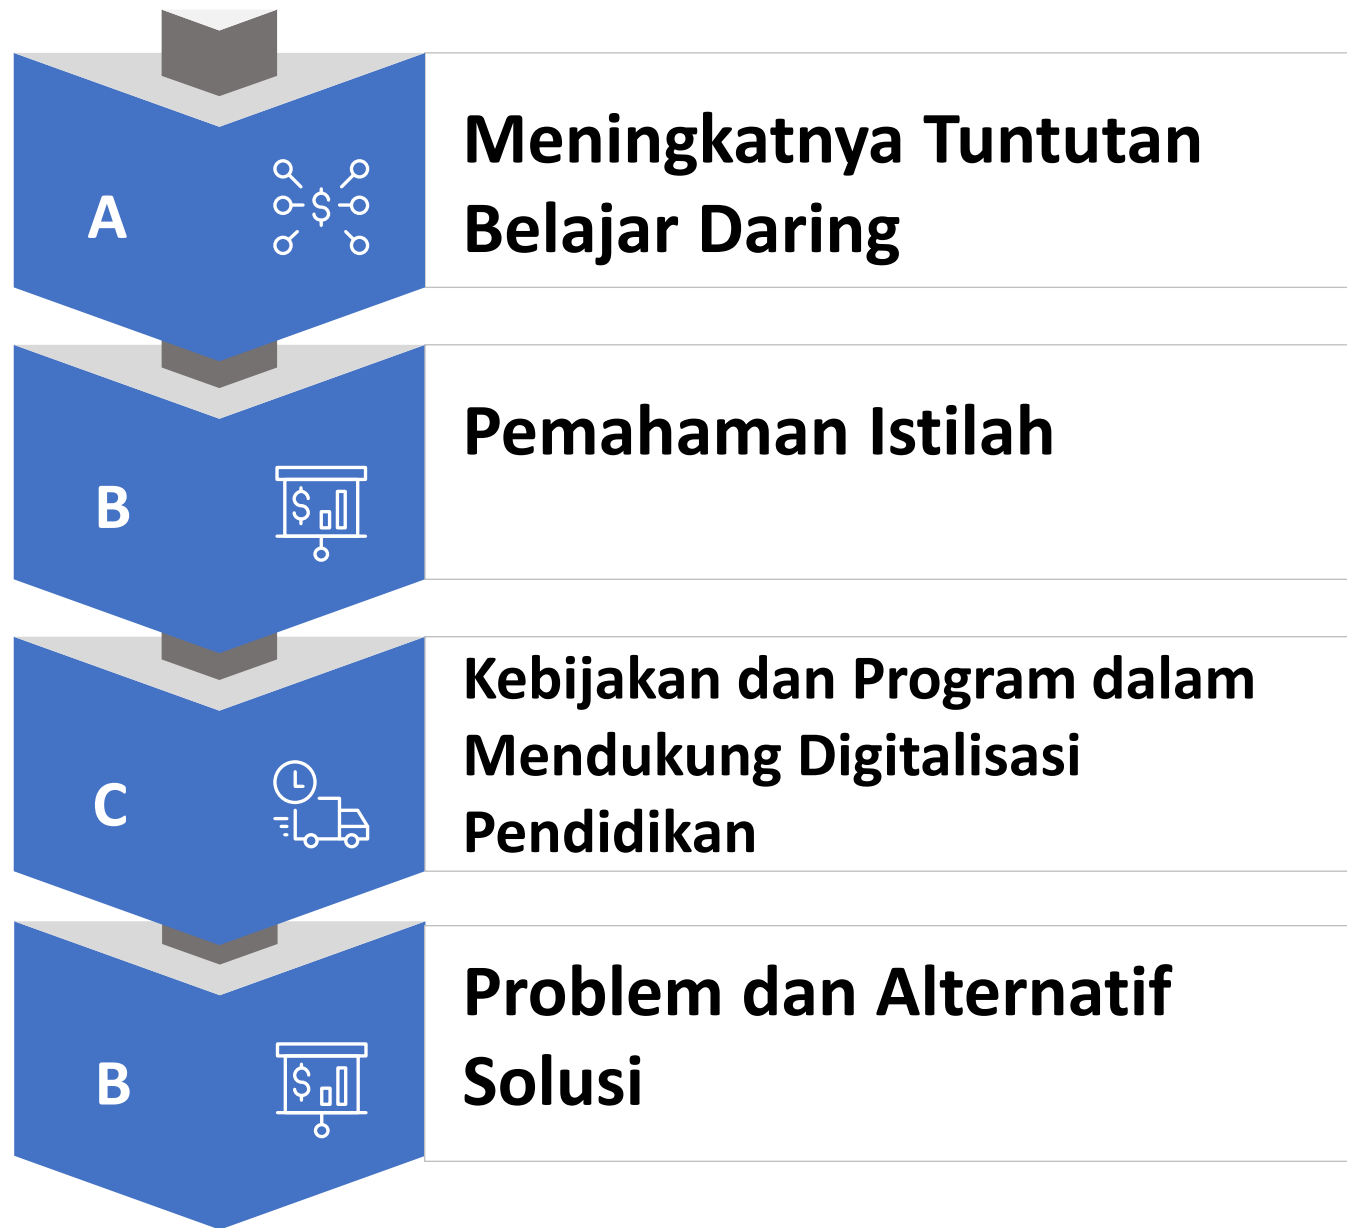 A
Meningkatnya Tuntutan
Belajar Daring
B
$
Pemahaman Istilah
C
Kebijakan dan Program dalam
Mendukung Digitalisasi
Pendidikan
B
$
Problem dan Alternatif
Solusi